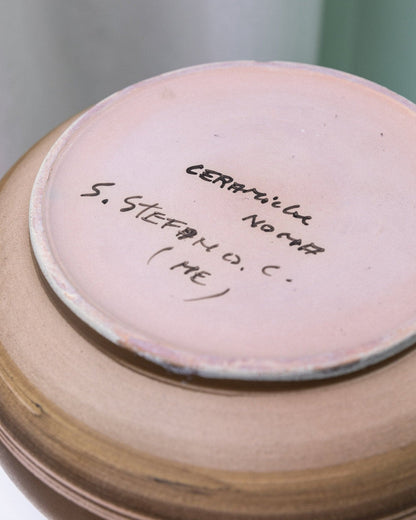 CERAMiche
NOMA
S. STEFANO. C.
(ME)